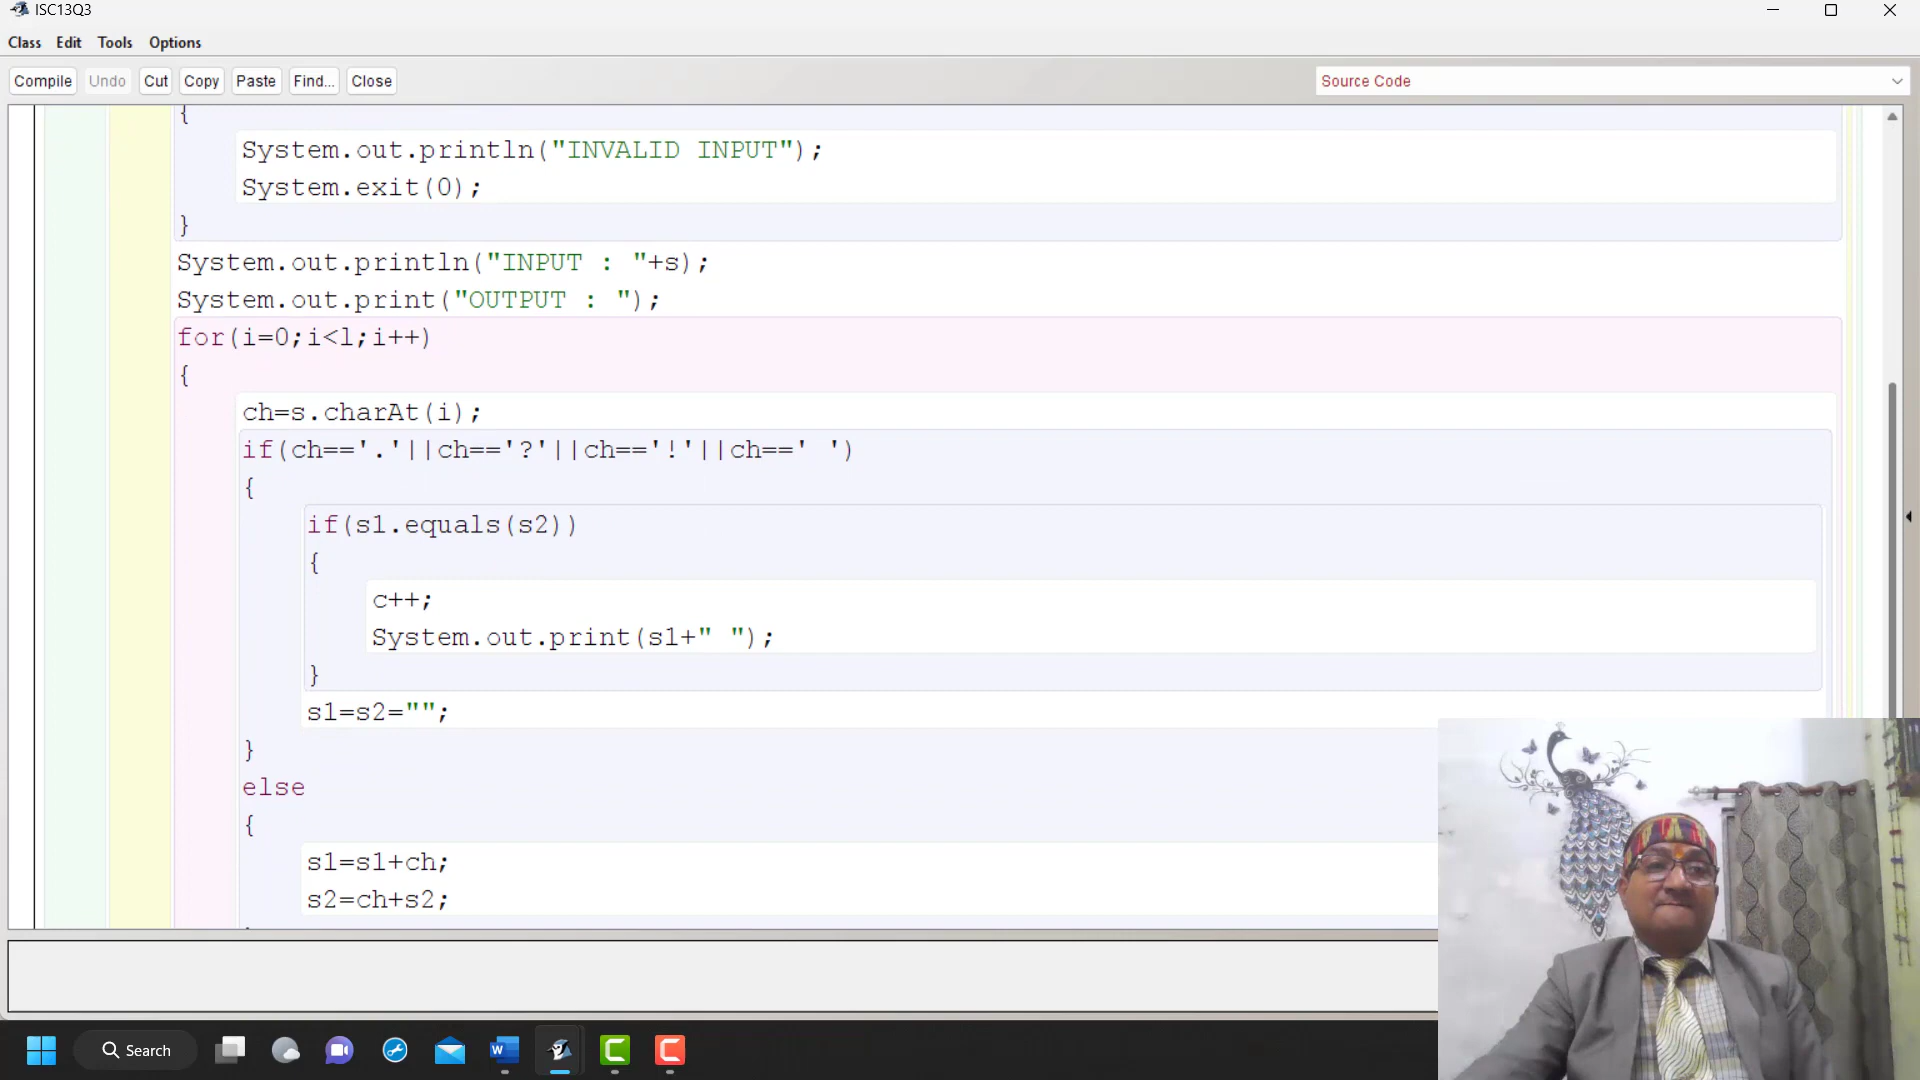 ISC13Q3
Class Edit Tools Options
Compile Undo Cut Copy Paste Find... Close Source Code
{
System.out.println("INVALID INPUT");
System.exit(0);
}
System.out.println("INPUT : "+s);
System.out.print("OUTPUT : ");
for(i=0;i<l;i++)
{
ch=s.charAt(i);
if(ch=='.'||ch=='?'||ch=='!'||ch==' ')
{
if(s1.equals(s2))
{
c++;
System.out.print(s1+" ");
}
s1=s2="";
}
else
{
s1=s1+ch;
s2=ch+s2;
Search